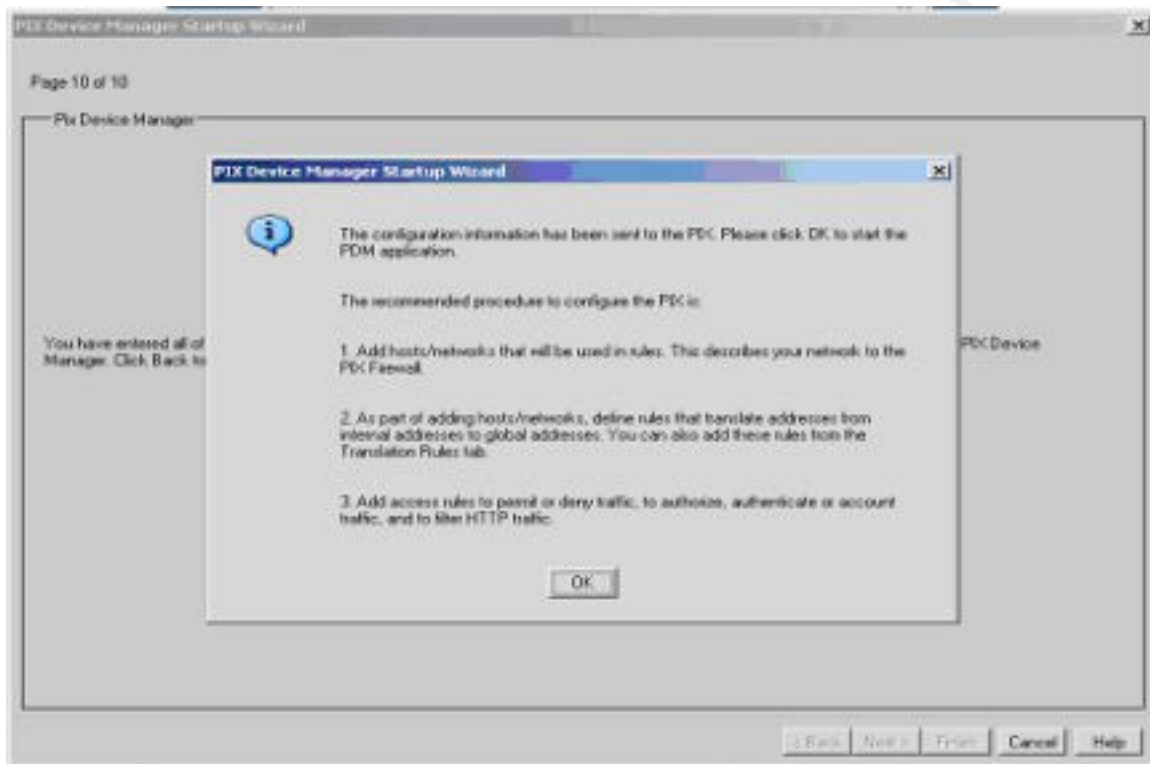 PIX Device Manager Startup Wizard
Page 10 of 10
Pix Device Manager
PIX Device Manager Startup Wizard
The configuration information has been sent to the PIX. Please click OK to start the
PDM application.
The recommended procedure to configure the PIX is:
1. Add hosts/networks that will be used in rules. This describes your network to the
PIX Firewall.
2. As part of adding hosts/networks, define rules that translate addresses from
internal addresses to global addresses. You can also add these rules from the
Translation Rules tab.
3. Add access rules to permit or deny traffic, to authorize, authenticate or account
traffic, and to filter HTTP traffic.
OK
You have entered all of PIX Device
Manager. Click Back to
< Back Next > Finish Cancel Help